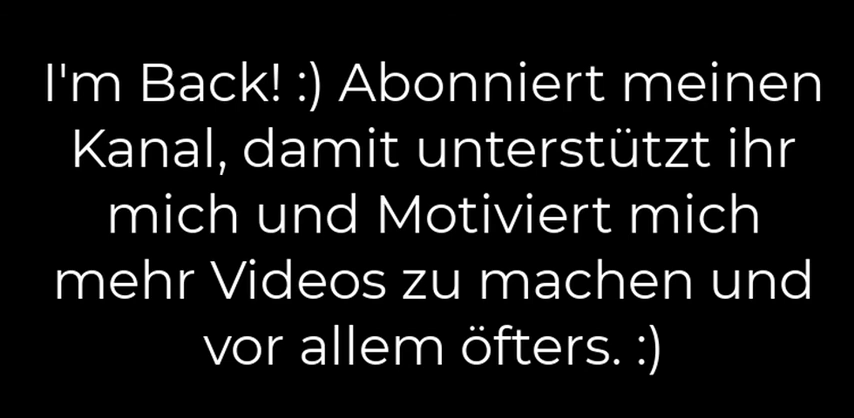 I'm Back! :) Abonniert meinen
Kanal, damit unterstützt ihr
mich und Motiviert mich
mehr Videos zu machen und
vor allem öfters. :)